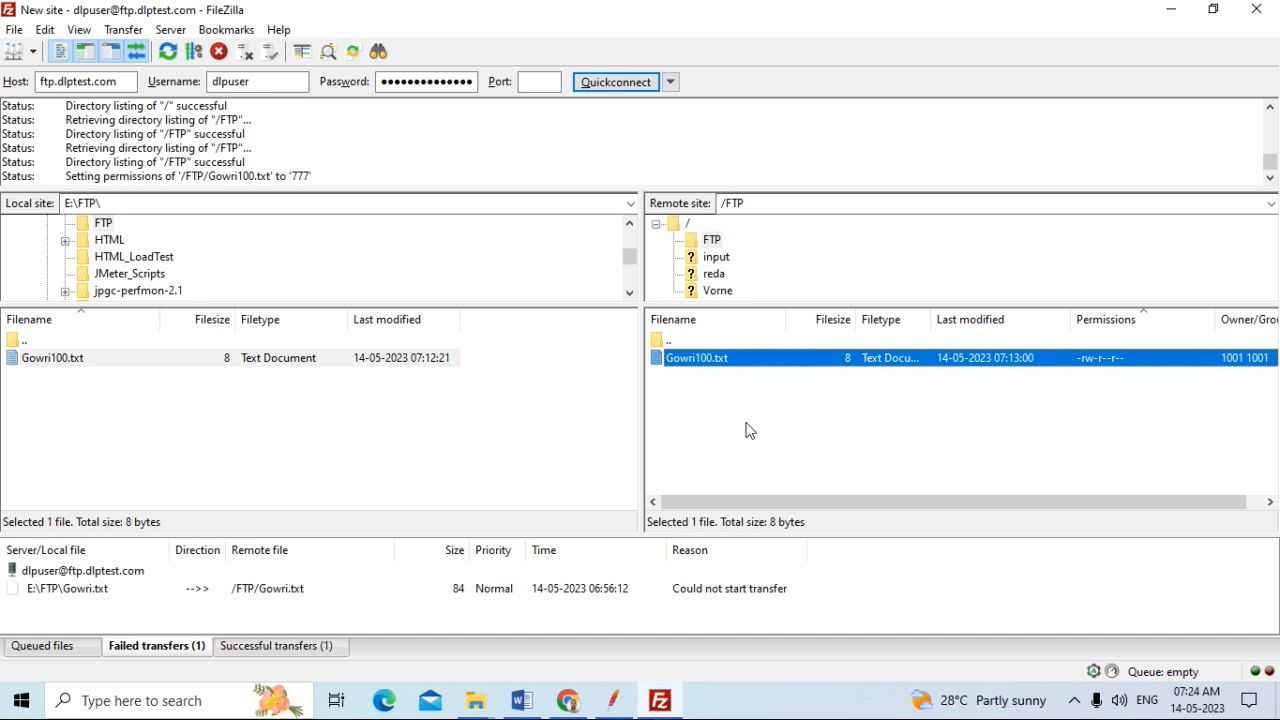 New site - dlpuser@ftp.dlptest.com - FileZilla
File Edit View Transfer Server Bookmarks Help
Host: ftp.dlptest.com Username: dlpuser Password: ●●●●●●●●●●●●●● Port: Quickconnect
Status: Directory listing of "/" successful
Status: Retrieving directory listing of "/FTP"...
Status: Directory listing of "/FTP" successful
Status: Retrieving directory listing of "/FTP"...
Status: Directory listing of "/FTP" successful
Status: Setting permissions of '/FTP/Gowri100.txt' to '777'
Local site: E:\FTP\
FTP
HTML
HTML_LoadTest
JMeter_Scripts
jpgc-perfmon-2.1
Remote site: /FTP
/
FTP
? input
? reda
? Vorne
Filename Filesize Filetype Last modified
..
Gowri100.txt 8 Text Document 14-05-2023 07:12:21
Selected 1 file. Total size: 8 bytes
Filename Filesize Filetype Last modified Permissions Owner/Grou
..
Gowri100.txt 8 Text Docu... 14-05-2023 07:13:00 -rw-r--r-- 1001 1001
Selected 1 file. Total size: 8 bytes
Server/Local file Direction Remote file Size Priority Time Reason
dlpuser@ftp.dlptest.com
E:\FTP\Gowri.txt -->> /FTP/Gowri.txt 84 Normal 14-05-2023 06:56:12 Could not start transfer
Queued files Failed transfers (1) Successful transfers (1)
Queue: empty
Type here to search 28°C Partly sunny ENG 07:24 AM
14-05-2023